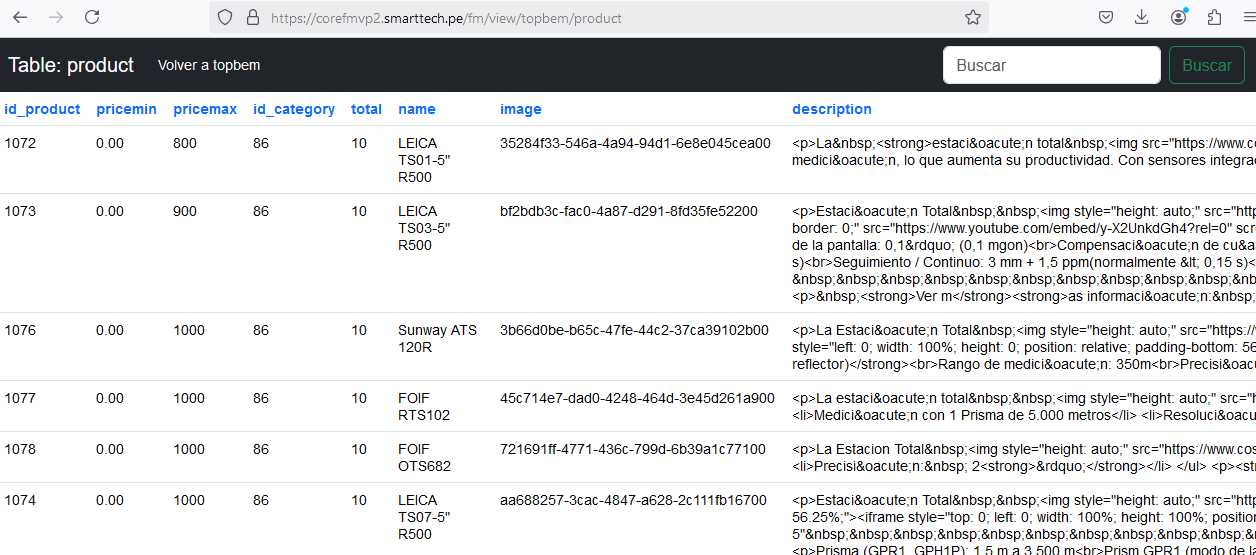 https://corefmvp2.smarttech.pe/fm/view/topbem/product
Table: product Volver a topbem Buscar Buscar
id_product pricemin pricemax id_category total name image description
1072 0.00 800 86 10 LEICA TS01-5" R500 35284f33-546a-4a94-94d1-6e8e045cea00 <p>La&nbsp;<strong>estaci&oacute;n total&nbsp;<img src="https://www.co
medici&oacute;n, lo que aumenta su productividad. Con sensores integrad
1073 0.00 900 86 10 LEICA TS03-5" R500 bf2bdb3c-fac0-4a87-d291-8fd35fe52200 <p>Estaci&oacute;n Total&nbsp;&nbsp;<img style="height: auto;" src="http
border: 0;" src="https://www.youtube.com/embed/y-X2UnkdGh4?rel=0" scr
de la pantalla: 0,1&rdquo; (0,1 mgon)<br>Compensaci&oacute;n de cu&a
s)<br>Seguimiento / Continuo: 3 mm + 1,5 ppm(normalmente &lt; 0,15 s)<
&nbsp;&nbsp;&nbsp;&nbsp;&nbsp;&nbsp;&nbsp;&nbsp;&nbsp;&nbsp;&nb
<p>&nbsp;<strong>Ver m</strong><strong>as informaci&oacute;n:&nbsp;
1076 0.00 1000 86 10 Sunway ATS 120R 3b66d0be-b65c-47fe-44c2-37ca39102b00 <p>La Estaci&oacute;n Total&nbsp;<img style="height: auto;" src="https://
style="left: 0; width: 100%; height: 0; position: relative; padding-bottom: 56
reflector)</strong><br>Rango de medici&oacute;n: 350m<br>Precisi&oacu
1077 0.00 1000 86 10 FOIF RTS102 45c714e7-dad0-4248-464d-3e45d261a900 <p>La estaci&oacute;n total&nbsp;&nbsp;<img style="height: auto;" src="h
<li>Medici&oacute;n con 1 Prisma de 5.000 metros</li> <li>Resoluci&oac
1078 0.00 1000 86 10 FOIF OTS682 721691ff-4771-436c-799d-6b39a1c77100 <p>La Estacion Total&nbsp;<img style="height: auto;" src="https://www.cos
<li>Precisi&oacute;n:&nbsp; 2<strong>&rdquo;</strong></li> </ul> <p><str
1074 0.00 1000 86 10 LEICA TS07-5" R500 aa688257-3cac-4847-a628-2c111fb16700 <p>Estaci&oacute;n Total&nbsp;&nbsp;<img style="height: auto;" src="http
56.25%;"><iframe style="top: 0; left: 0; width: 100%; height: 100%; position
5"&nbsp;&nbsp;&nbsp;&nbsp;&nbsp;&nbsp;&nbsp;&nbsp;&nbsp;&nbsp;&
<p>Prisma (GPR1, GPH1P): 1,5 m a 3.500 m<br>Prism GPR1 (modo de la